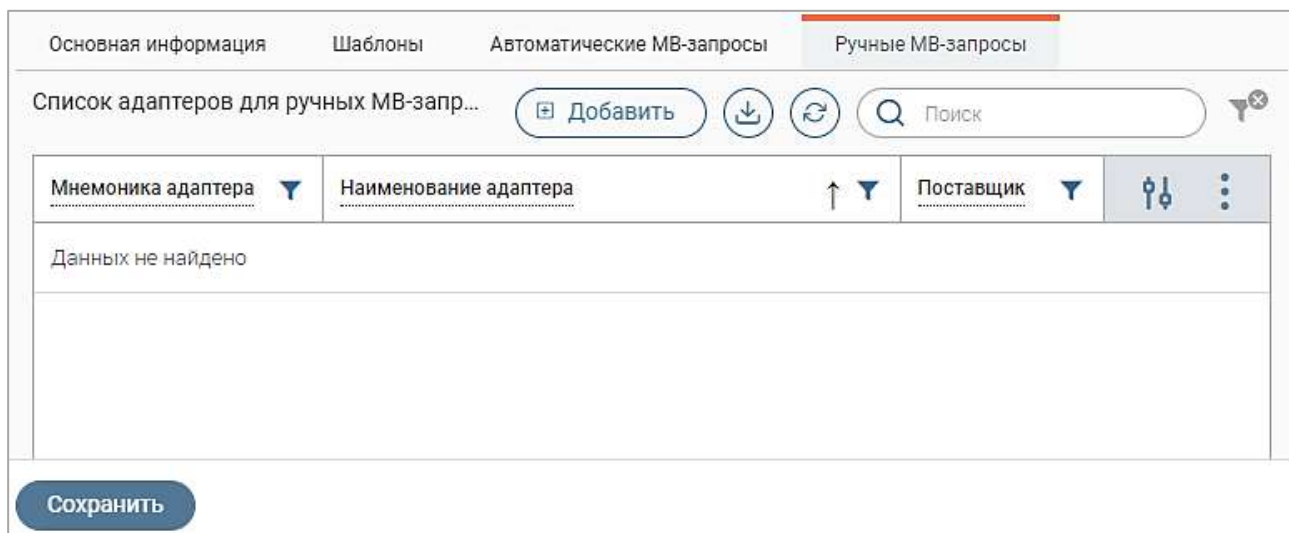 Основная информация Шаблоны Автоматические МВ-запросы Ручные МВ-запросы
Список адаптеров для ручных МВ-запр... Добавить Поиск
Мнемоника адаптера Наименование адаптера ↑ Поставщик
Данных не найдено
Сохранить